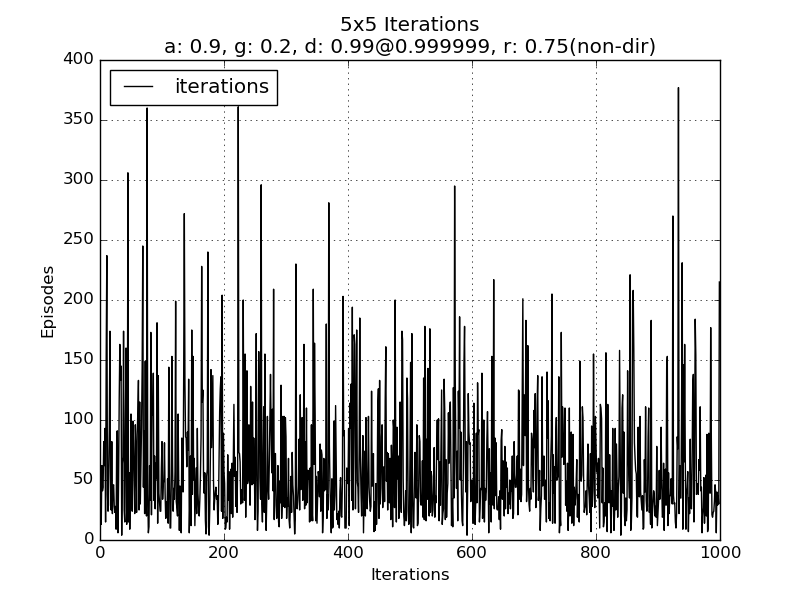 5x5 Iterations
a: 0.9, g: 0.2, d: 0.99@0.999999, r: 0.75(non-dir)
400
iterations
350
300
250
200
150
100
50
0
Episodes
0 200 400 600 800 1000
Iterations